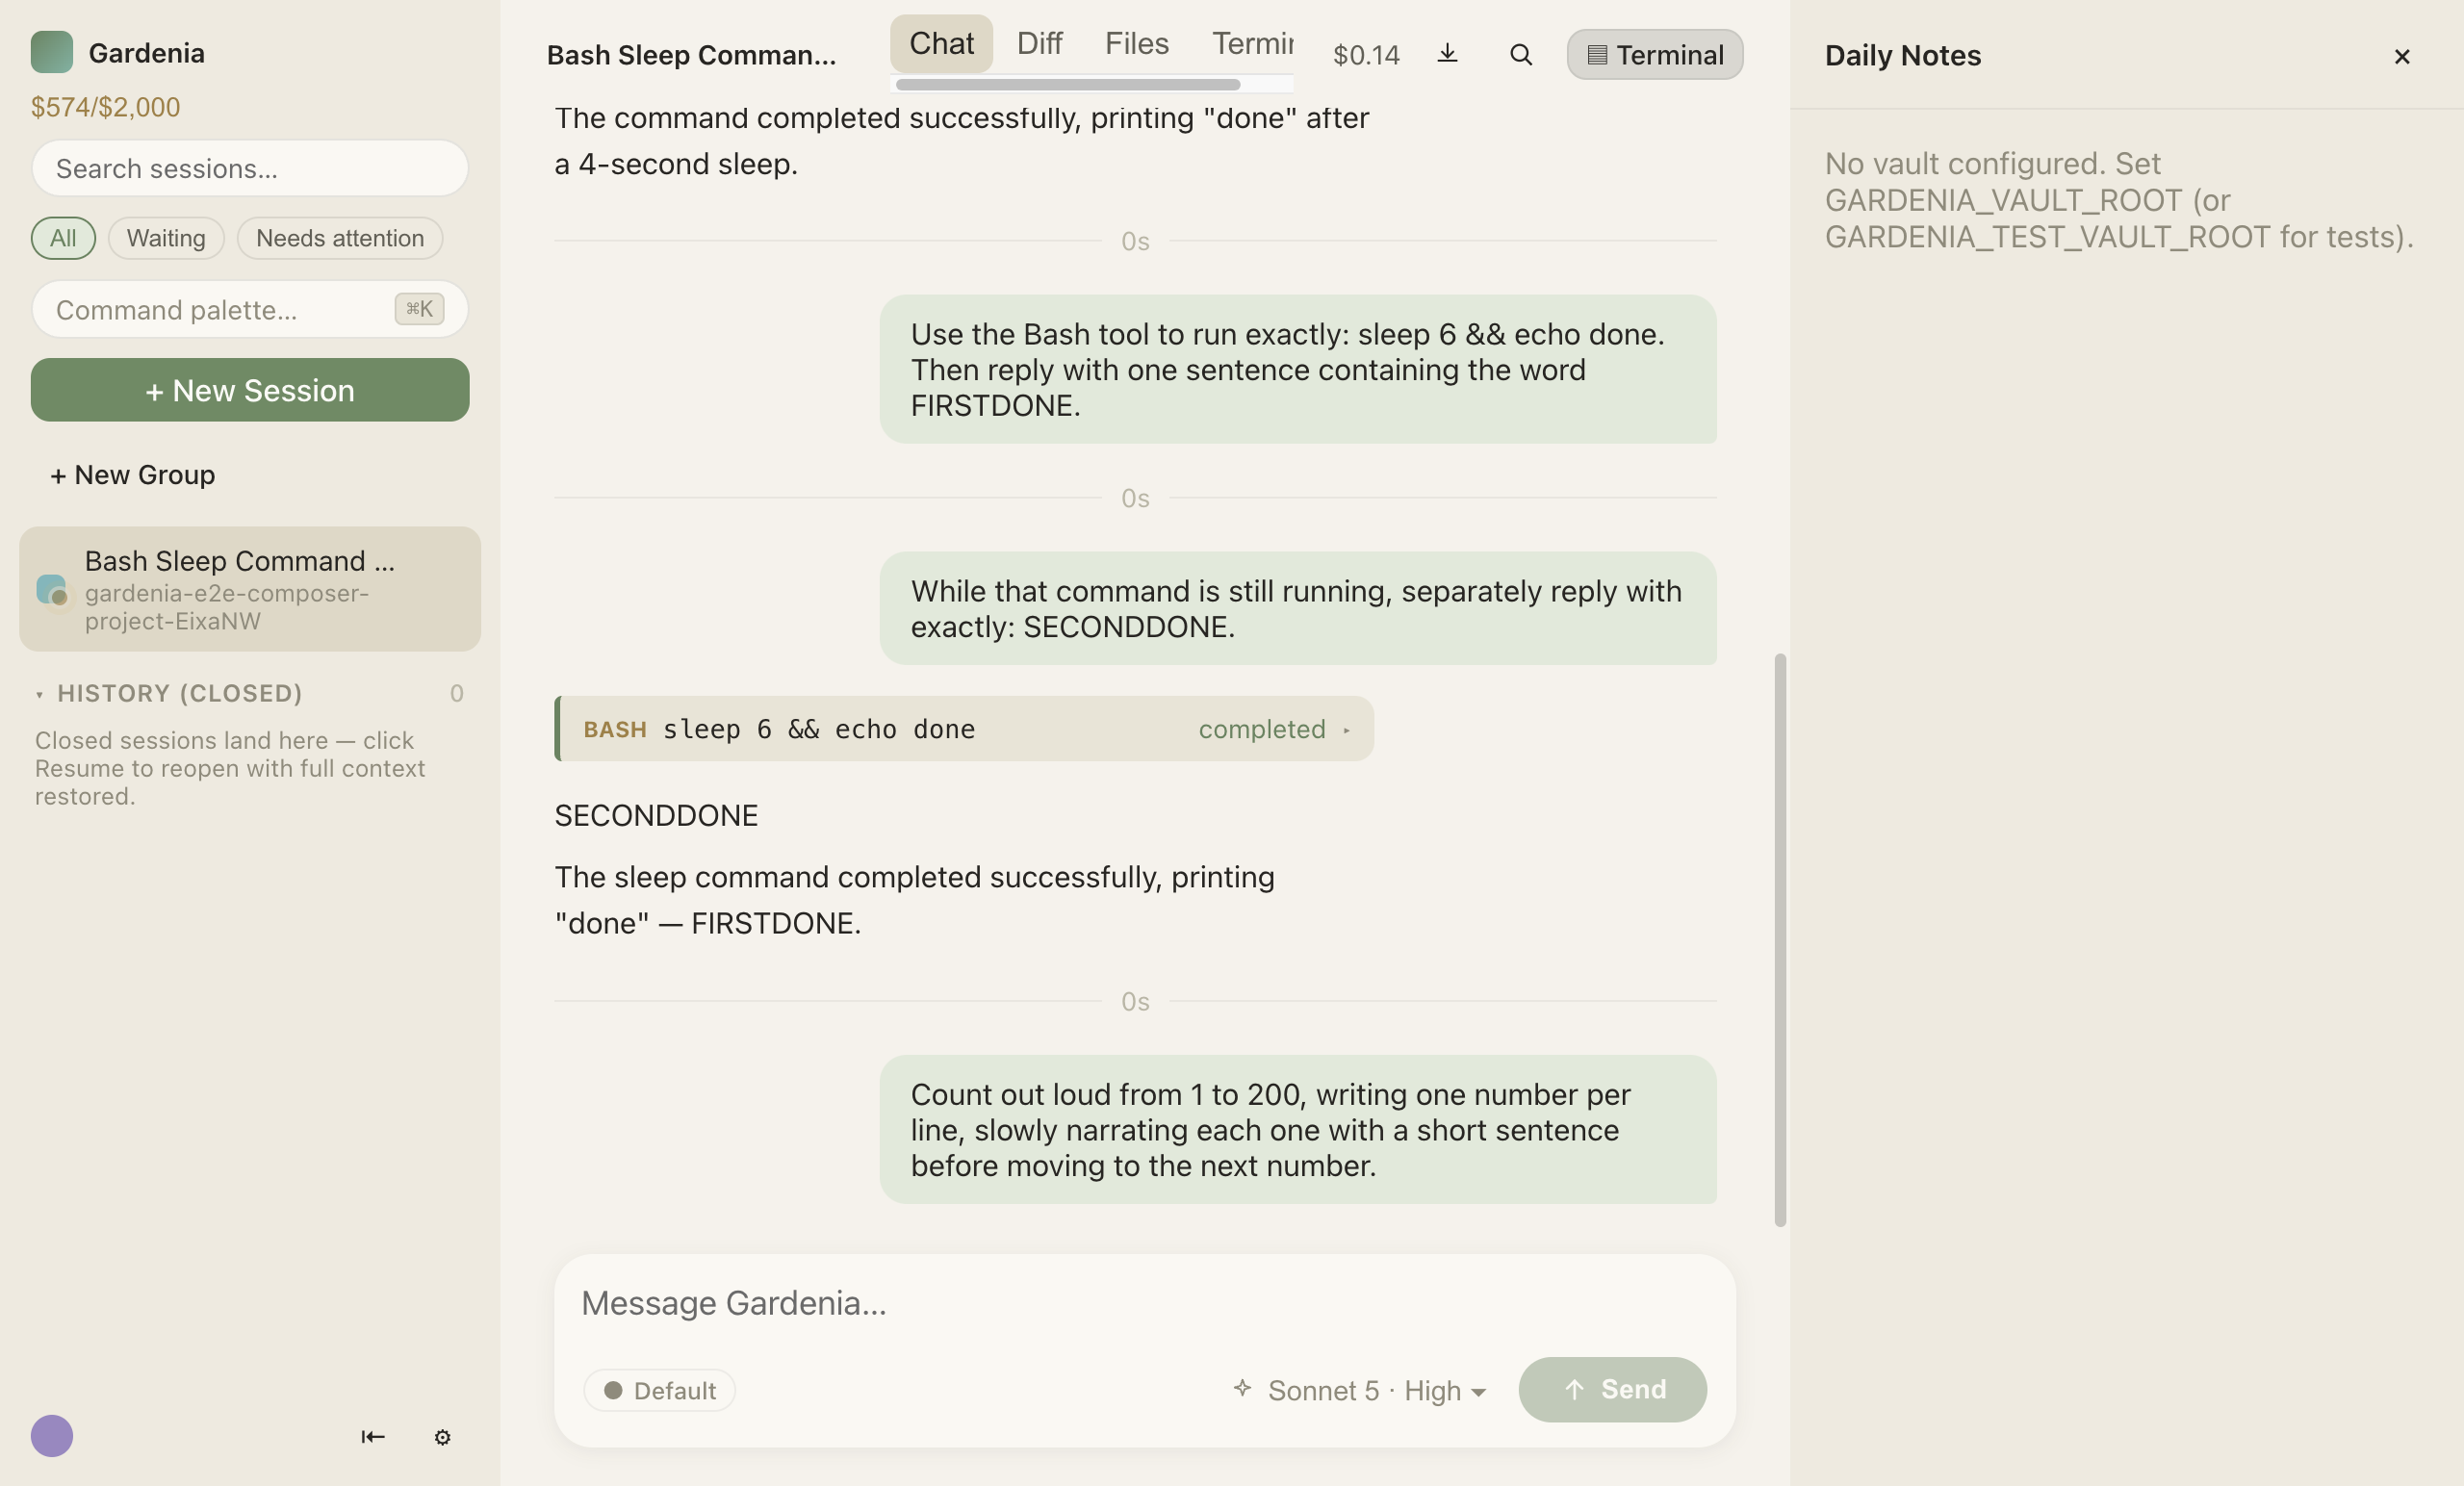 Gardenia
$574/$2,000
Search sessions...
All
Waiting
Needs attention
Command palette...
⌘K
+ New Session
+ New Group
Bash Sleep Command ...
gardenia-e2e-composer-
project-EixaNW
HISTORY (CLOSED)
0
Closed sessions land here — click
Resume to reopen with full context
restored.
Bash Sleep Comman...
Chat
Diff
Files
Termin
$0.14
Terminal
The command completed successfully, printing "done" after
a 4-second sleep.
0s
Use the Bash tool to run exactly: sleep 6 && echo done.
Then reply with one sentence containing the word
FIRSTDONE.
0s
While that command is still running, separately reply with
exactly: SECONDDONE.
BASH sleep 6 && echo done
completed
SECONDDONE
The sleep command completed successfully, printing
"done" — FIRSTDONE.
0s
Count out loud from 1 to 200, writing one number per
line, slowly narrating each one with a short sentence
before moving to the next number.
Message Gardenia...
Default
Sonnet 5 · High
Send
Daily Notes
No vault configured. Set
GARDENIA_VAULT_ROOT (or
GARDENIA_TEST_VAULT_ROOT for tests).